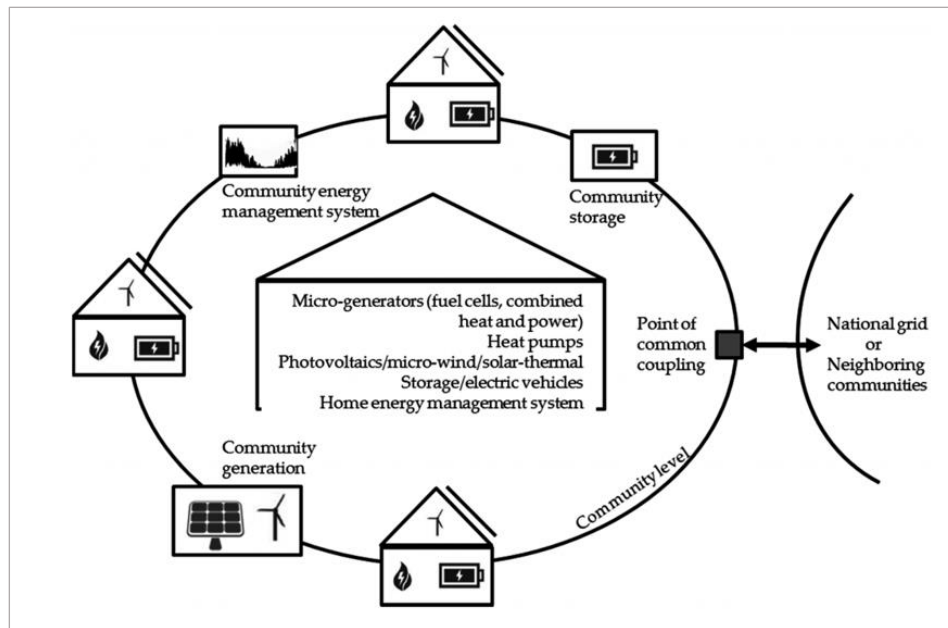 Community energy
management system
Community
storage
Micro-generators (fuel cells, combined
heat and power)
Heat pumps
Photovoltaics/micro-wind/solar-thermal
Storage/electric vehicles
Home energy management system
Point of
common
coupling
National grid
or
Neighboring
communities
Community
generation
Community level